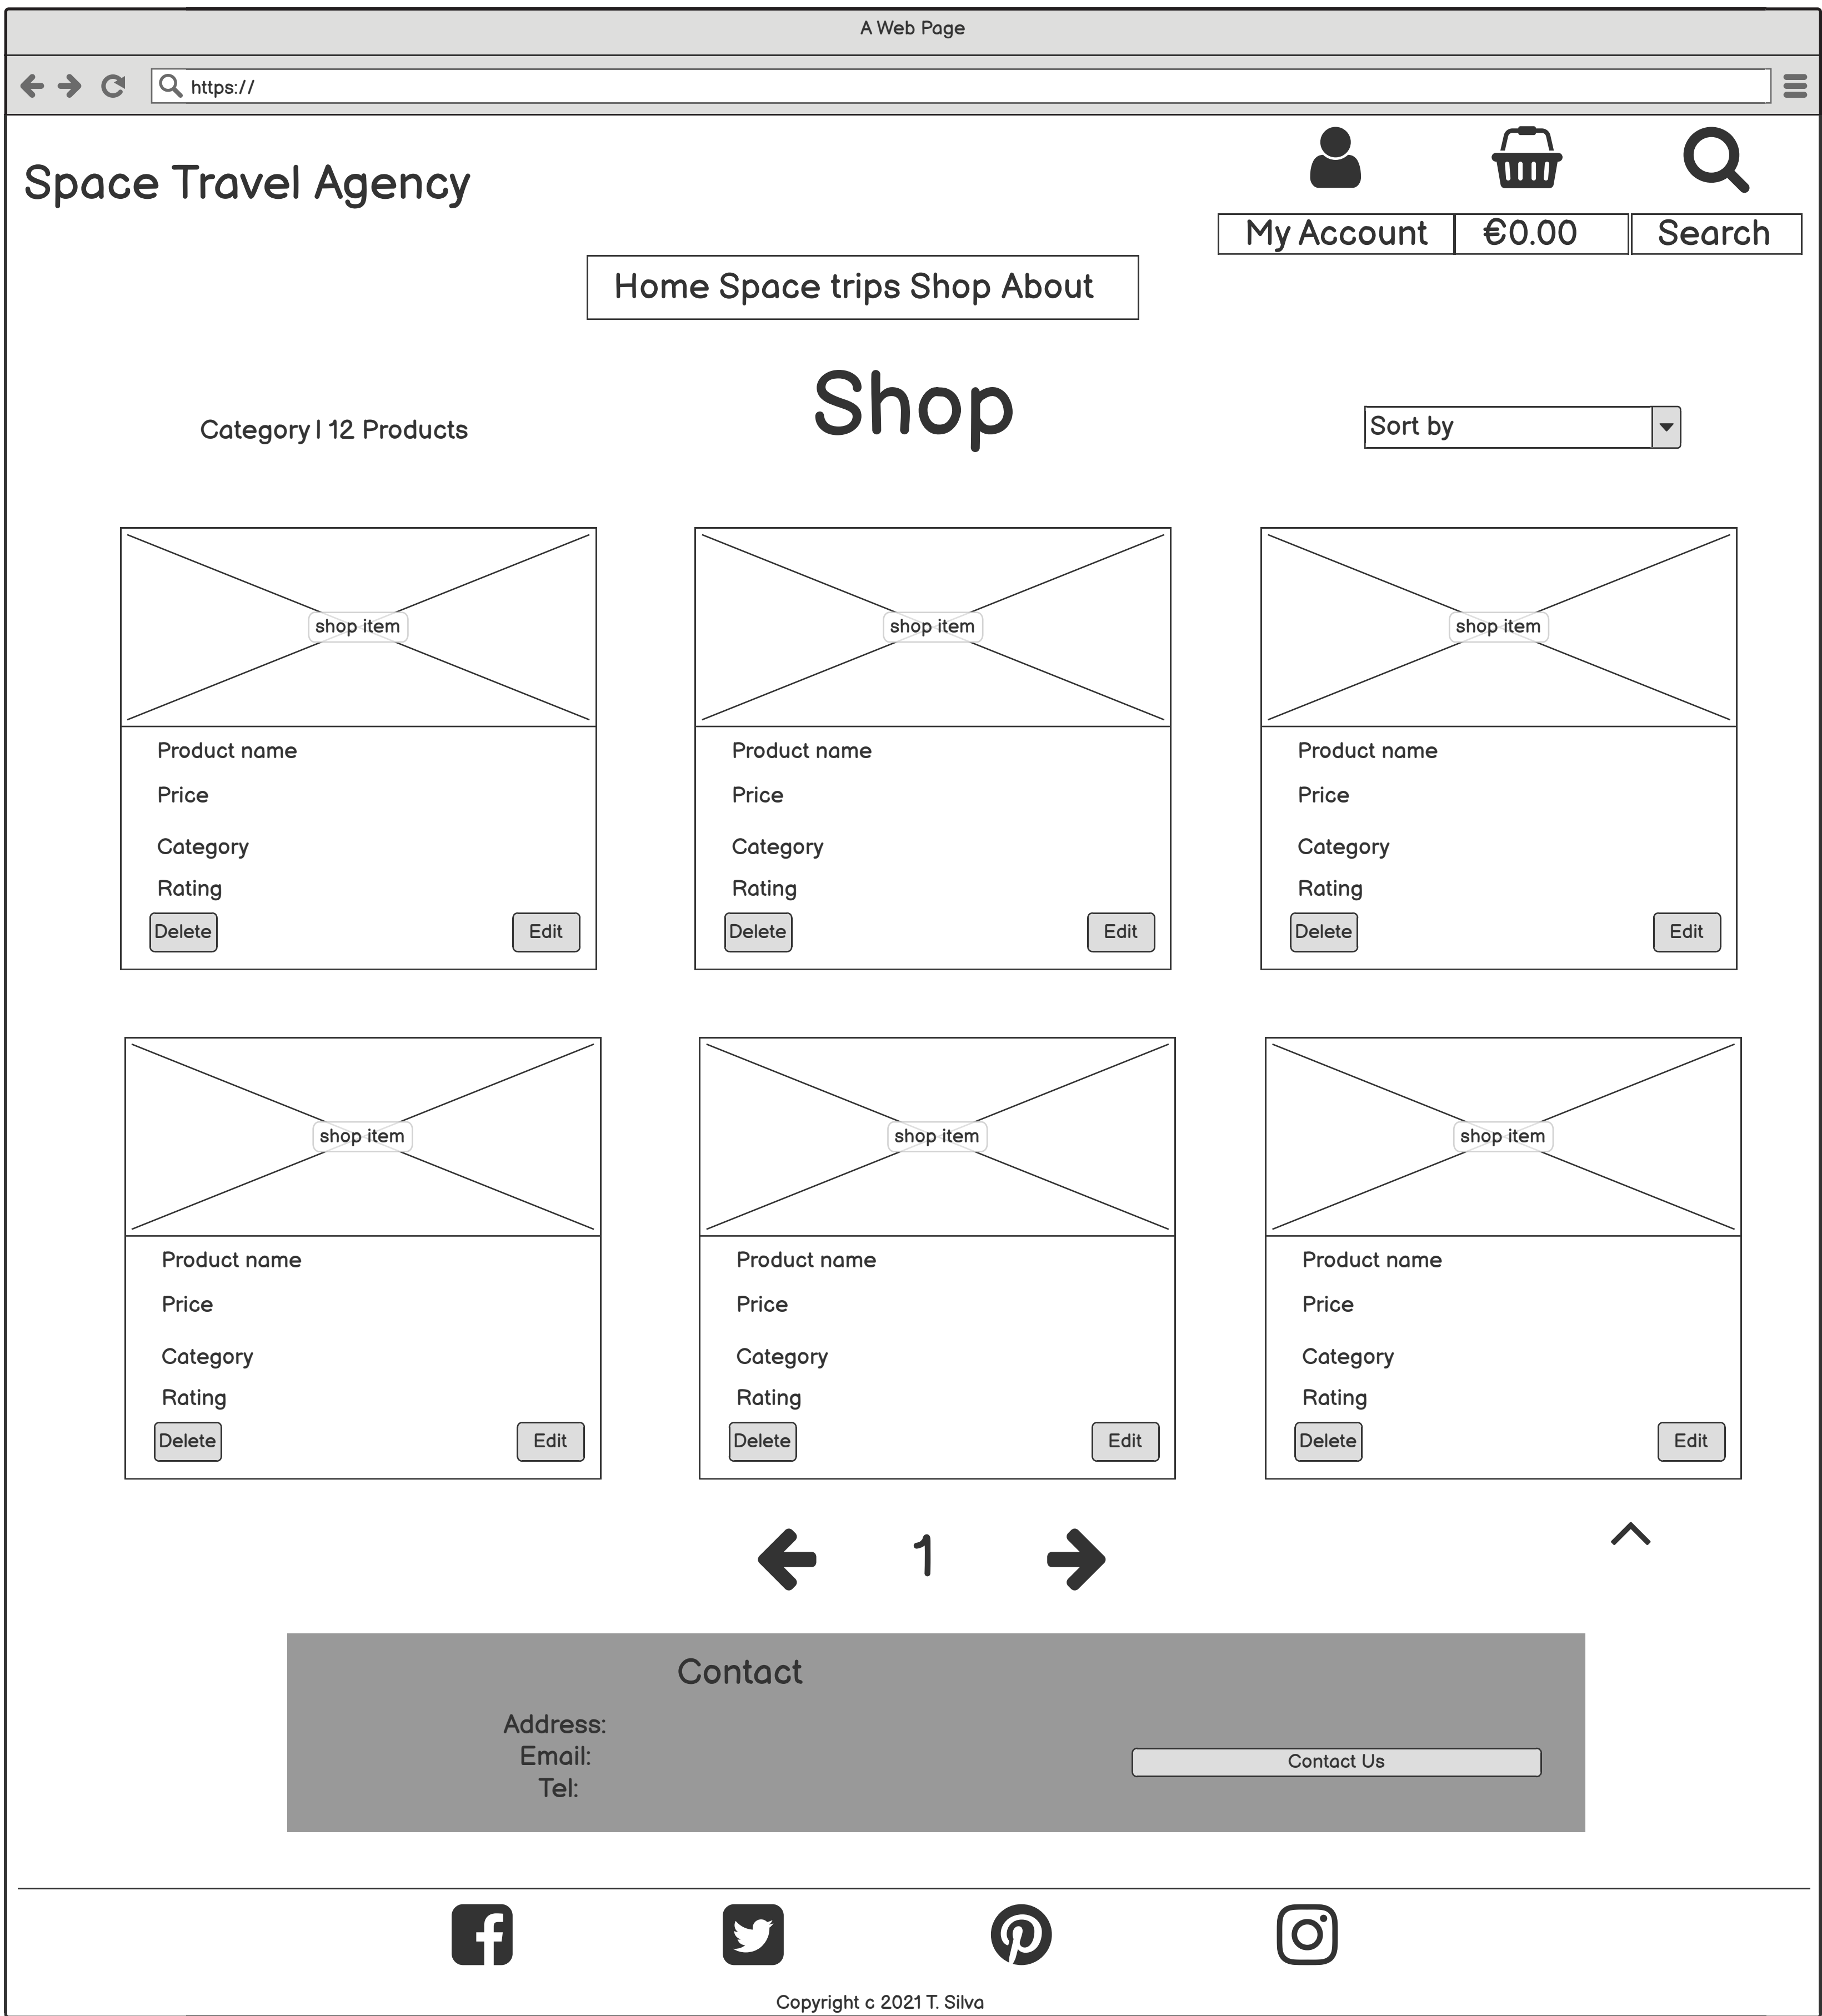 A Web Page
https://
Space Travel Agency
My Account €0.00 Search
Home Space trips Shop About
Shop
Category | 12 Products
Sort by
shop item shop item shop item
Product name Product name Product name
Price Price Price
Category Category Category
Rating Rating Rating
Delete Edit Delete Edit Delete Edit
shop item shop item shop item
Product name Product name Product name
Price Price Price
Category Category Category
Rating Rating Rating
Delete Edit Delete Edit Delete Edit
1
Contact
Address:
Email:
Contact Us
Tel:
Copyright c 2021 T. Silva